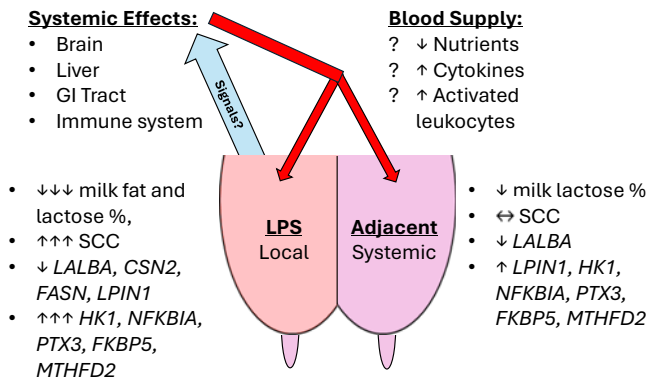 Systemic Effects:
• Brain
• Liver
• GI Tract
• Immune system
Blood Supply:
? ↓ Nutrients
? ↑ Cytokines
? ↑ Activated
leukocytes
Signals?
• ↓↓↓ milk fat and
lactose %,
• ↑↑↑ SCC
• ↓ LALBA, CSN2,
FASN, LPIN1
• ↑↑↑ HK1, NFKBIA,
PTX3, FKBP5,
MTHFD2
LPS
Local
Adjacent
Systemic
• ↓ milk lactose %
• ↔ SCC
• ↓ LALBA
• ↑ LPIN1, HK1,
NFKBIA, PTX3,
FKBP5, MTHFD2